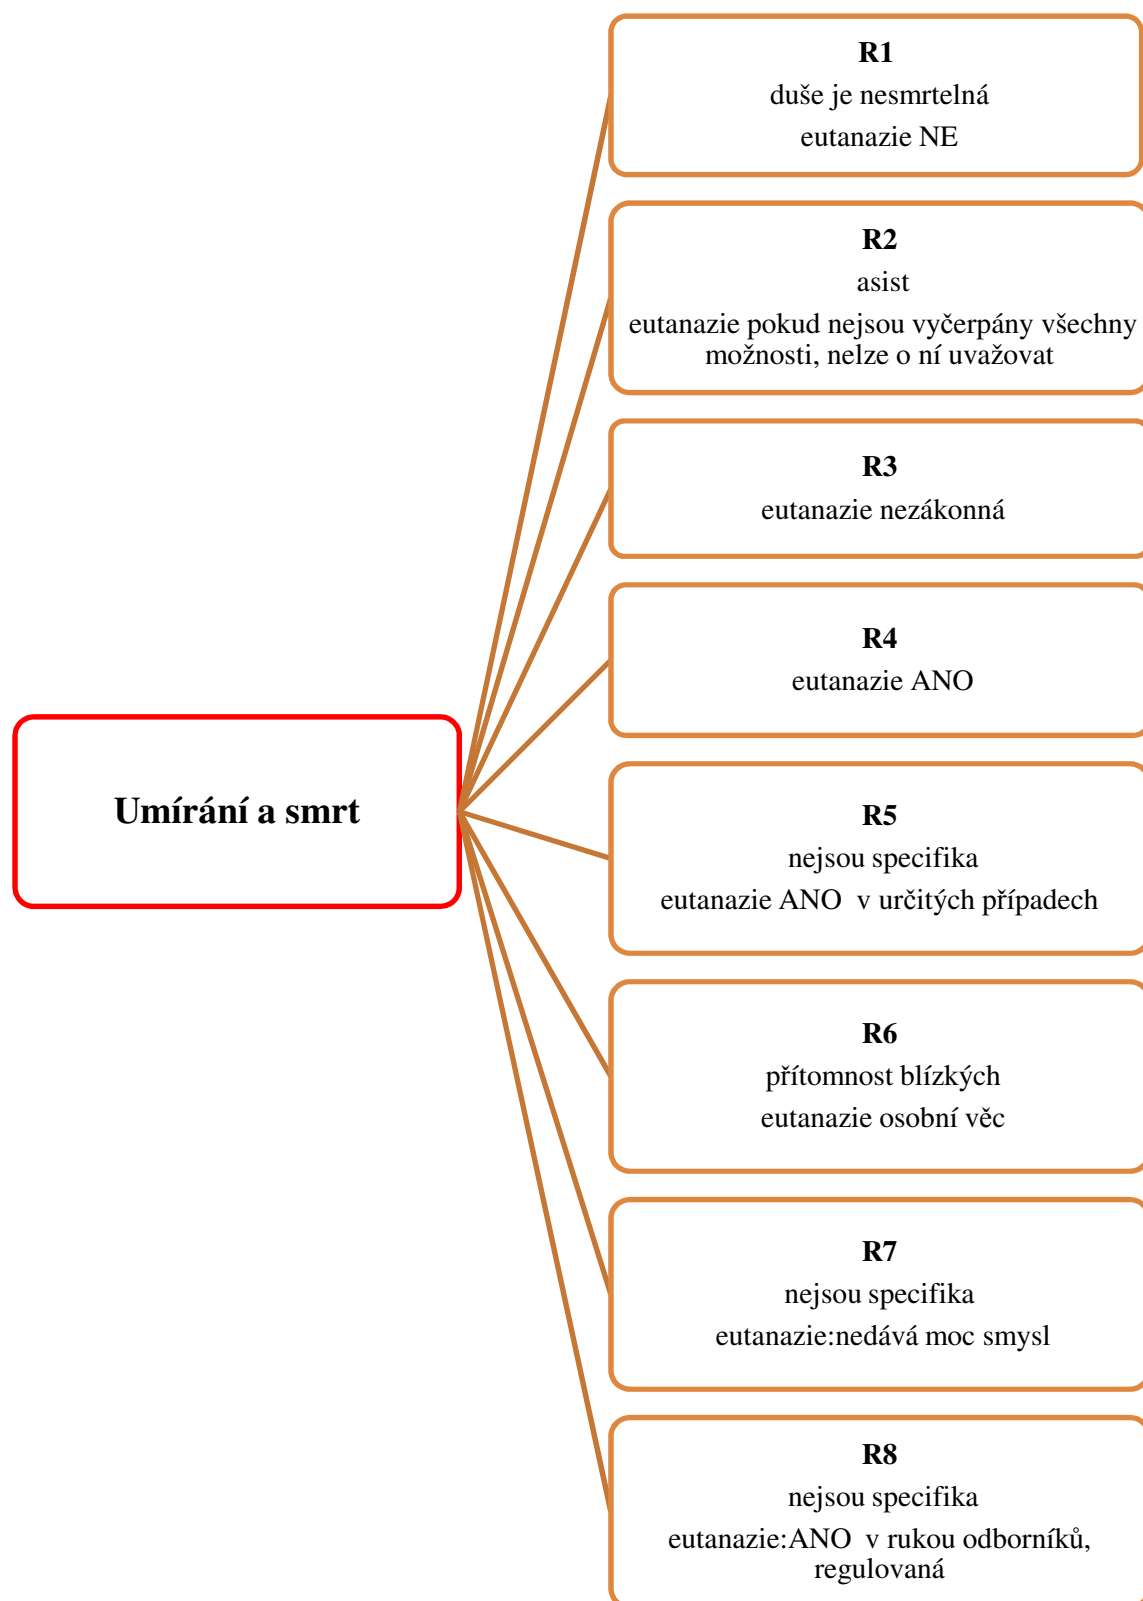 R1
duše je nesmrtelná
eutanazie NE
R2
asist
eutanazie pokud nejsou vyčerpány všechny
možnosti, nelze o ní uvažovat
R3
eutanazie nezákonná
R4
eutanazie ANO
Umírání a smrt
R5
nejsou specifika
eutanazie ANO  v určitých případech
R6
přítomnost blízkých
eutanazie osobní věc
R7
nejsou specifika
eutanazie:nedává moc smysl
R8
nejsou specifika
eutanazie:ANO  v rukou odborníků,
regulovaná